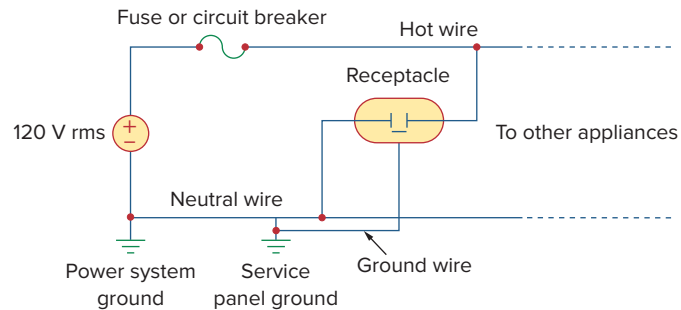 Fuse or circuit breaker
Hot wire
Receptacle
120 V rms
+
−
To other appliances
Neutral wire
Power system
ground
Service
panel ground
Ground wire